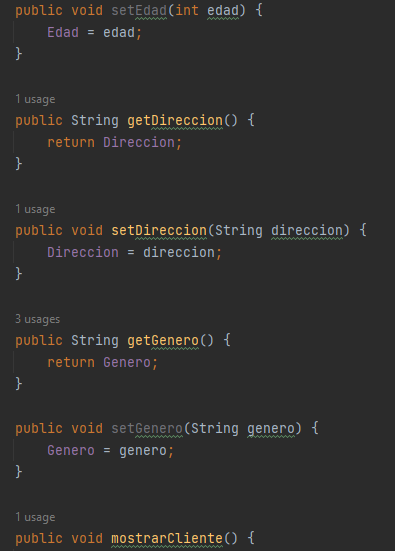 public void setEdad(int edad) {
Edad = edad;
}
1 usage
public String getDireccion() {
return Direccion;
}
1 usage
public void setDireccion(String direccion) {
Direccion = direccion;
}
3 usages
public String getGenero() {
return Genero;
}
public void setGenero(String genero) {
Genero = genero;
}
1 usage
public void mostrarCliente() {